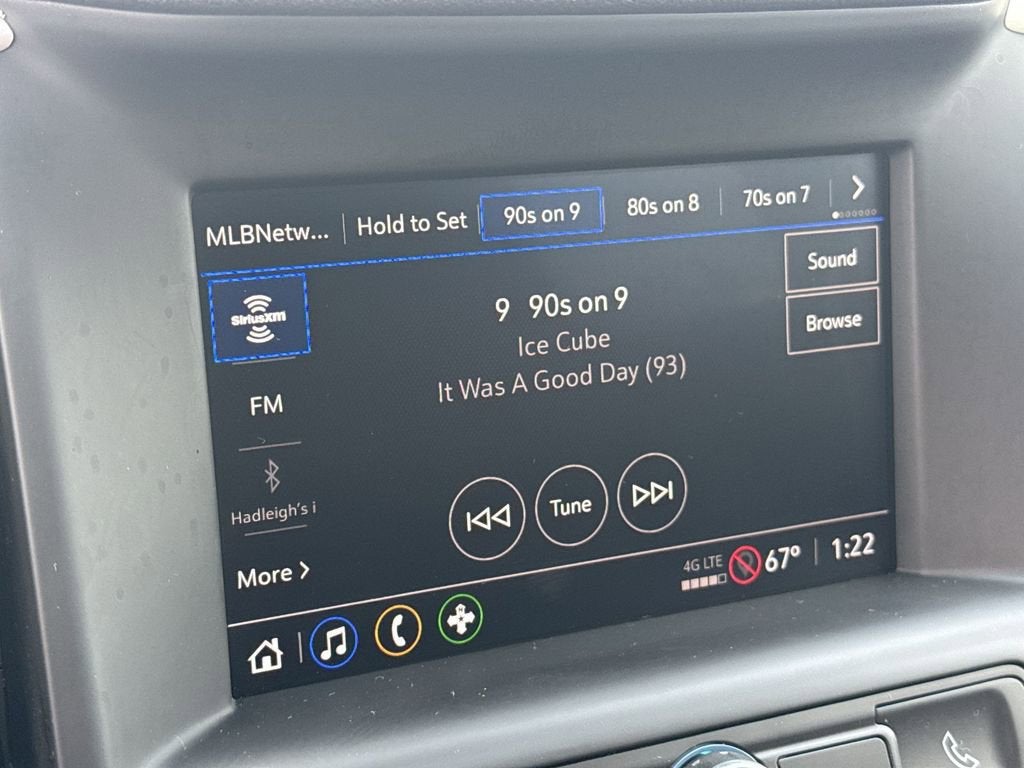 MLBNetw... Hold to Set 90s on 9 80s on 8 70s on 7
SiriusXM
Sound
9 90s on 9
Browse
Ice Cube
It Was A Good Day (93)
FM
Hadleigh's i
Tune
More
4G LTE 67° 1:22
N